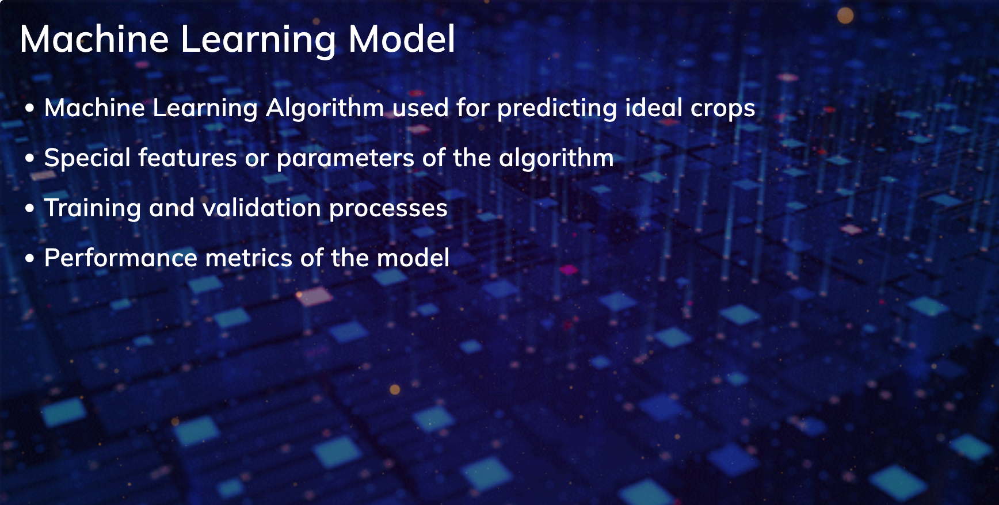 Machine Learning Model
• Machine Learning Algorithm used for predicting ideal crops
• Special features or parameters of the algorithm
• Training and validation processes
• Performance metrics of the model